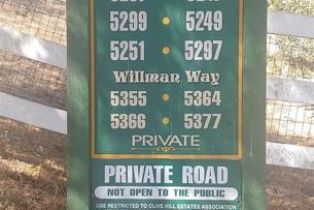 5299 • 5249
5251 • 5297
Willman Way
5355 • 5364
5366 • 5377
PRIVATE
PRIVATE ROAD
NOT OPEN TO THE PUBLIC
USE RESTRICTED TO OLIVE HILL ESTATES ASSOCIATION